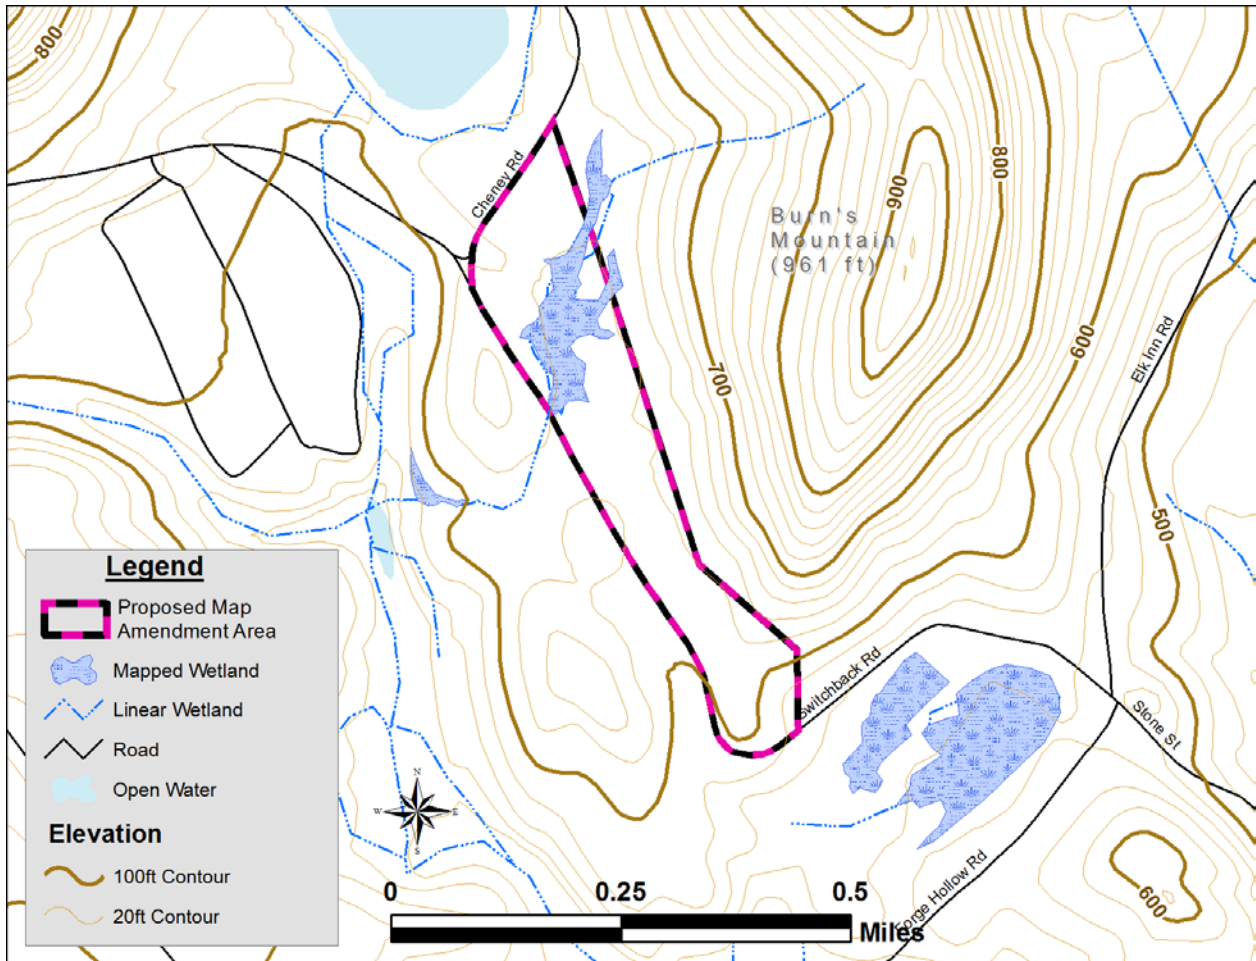 800
Cheney Rd
800
900
Burn's
Mountain
(961 ft)
700
600
Elk Inn Rd
500
Switchback Rd
Stone St
600
Forge Hollow Rd
Legend
Proposed Map
Amendment Area
Mapped Wetland
Linear Wetland
Road
Open Water
Elevation
100ft Contour
20ft Contour
N
W E
S
0 0.25 0.5
Miles